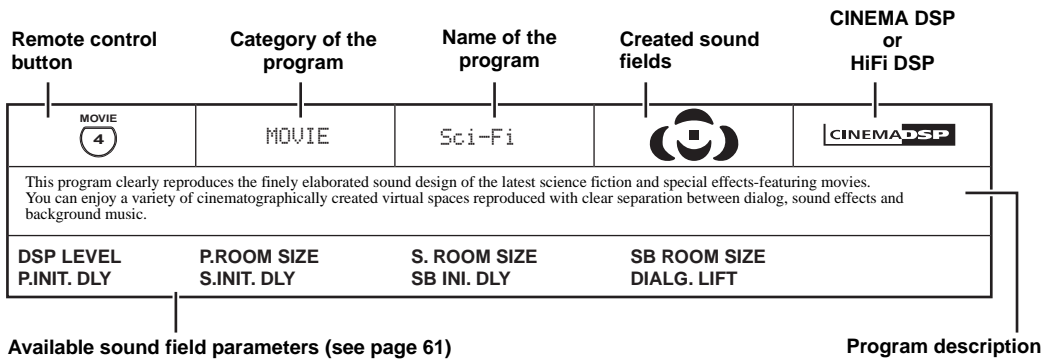 Remote control
button
Category of the
program
Name of the
program
Created sound
fields
CINEMA DSP
or
HiFi DSP
MOVIE
4
MOVIE
Sci-Fi
CINEMADSP
This program clearly reproduces the finely elaborated sound design of the latest science fiction and special effects-featuring movies.
You can enjoy a variety of cinematographically created virtual spaces reproduced with clear separation between dialog, sound effects and
background music.
DSP LEVEL P.ROOM SIZE S. ROOM SIZE SB ROOM SIZE
P.INIT. DLY S.INIT. DLY SB INI. DLY DIALG. LIFT
Available sound field parameters (see page 61)
Program description